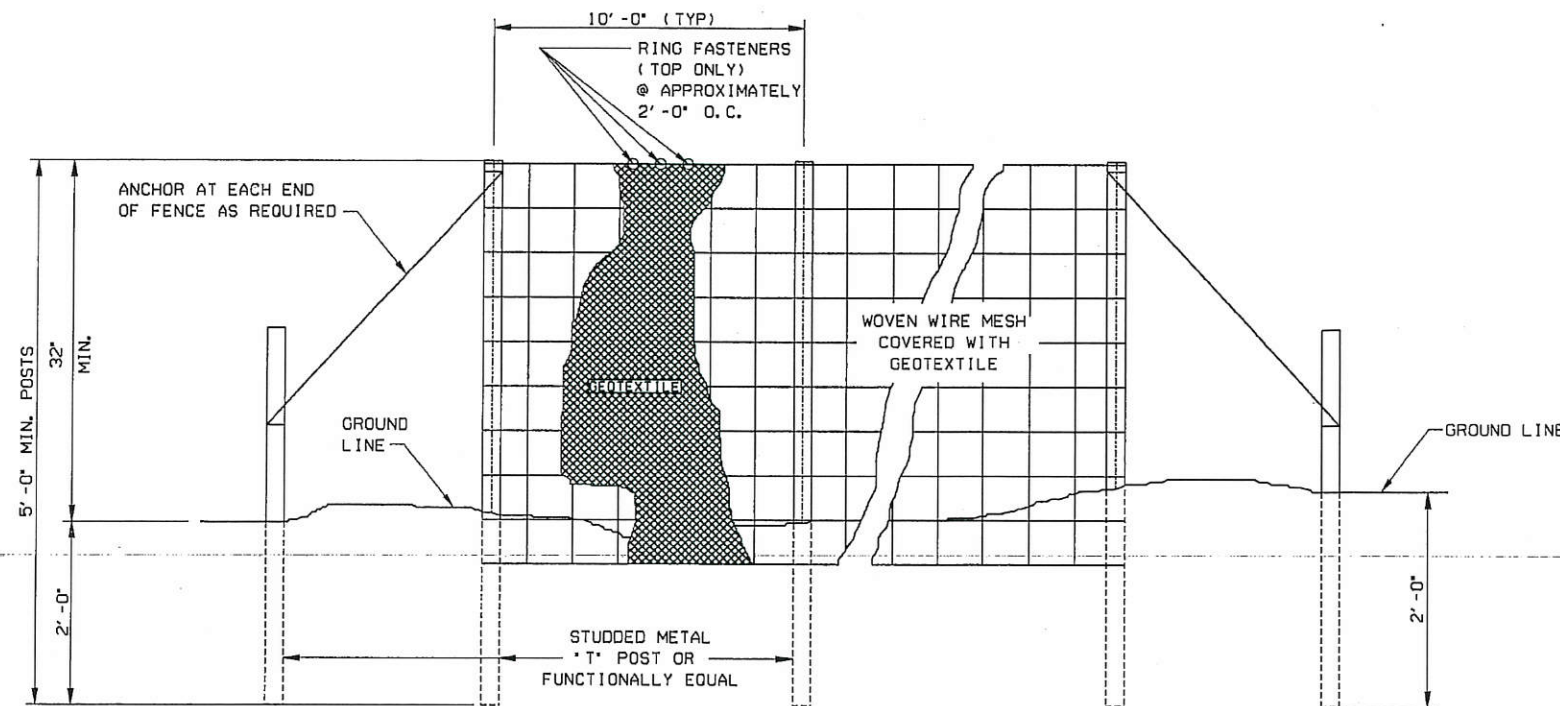 10'-0" (TYP)
RING FASTENERS
(TOP ONLY)
@ APPROXIMATELY
2'-0" O.C.
ANCHOR AT EACH END
OF FENCE AS REQUIRED
5'-0" MIN. POSTS
32"
MIN.
WOVEN WIRE MESH
COVERED WITH
GEOTEXTILE
GEOTEXTILE
GROUND
LINE
GROUND LINE
2'-0"
STUDDED METAL
"T" POST OR
FUNCTIONALLY EQUAL
2'-0"